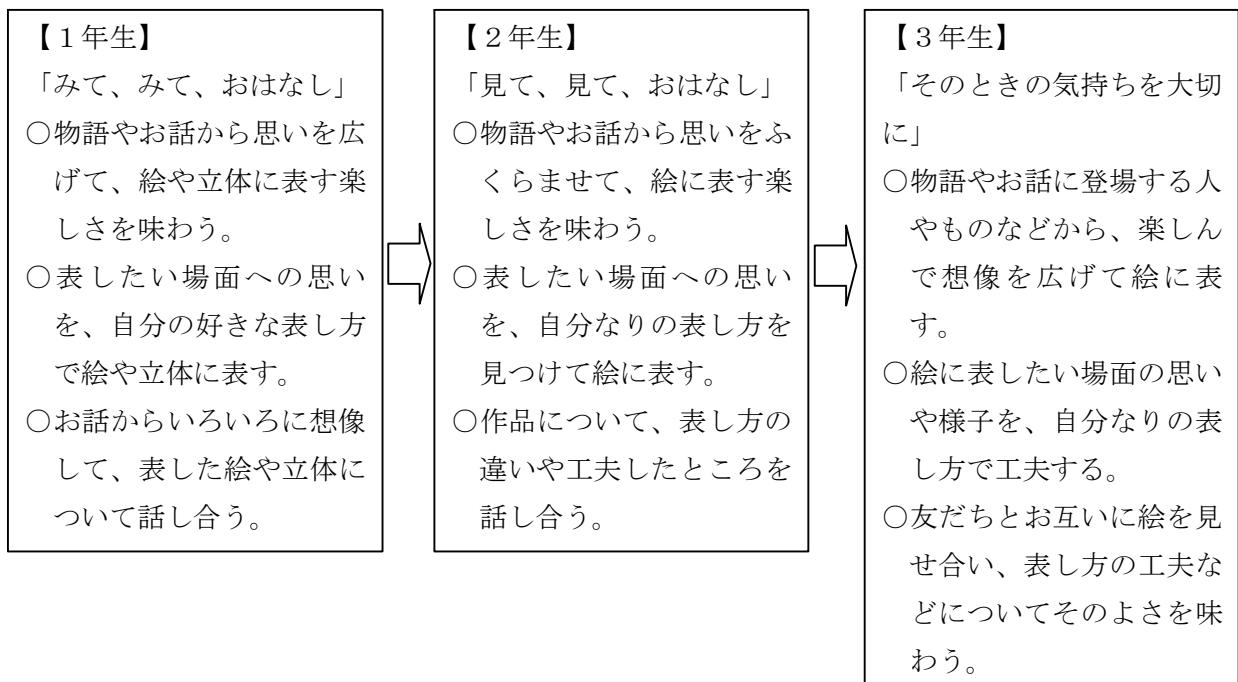 【１年生】
「みて、みて、おはなし」
○物語やお話から思いを広
げて、絵や立体に表す楽
しさを味わう。
○表したい場面への思い
を、自分の好きな表し方
で絵や立体に表す。
○お話からいろいろに想像
して、表した絵や立体に
ついて話し合う。
【２年生】
「見て、見て、おはなし」
○物語やお話から思いをふ
くらませて、絵に表す楽
しさを味わう。
○表したい場面への思い
を、自分なりの表し方を
見つけて絵に表す。
○作品について、表し方の
違いや工夫したところを
話し合う。
【３年生】
「そのときの気持ちを大切
に」
○物語やお話に登場する人
やものなどから、楽しん
で想像を広げて絵に表
す。
○絵に表したい場面の思い
や様子を、自分なりの表
し方で工夫する。
○友だちとお互いに絵を見
せ合い、表し方の工夫な
どについてそのよさを味
わう。